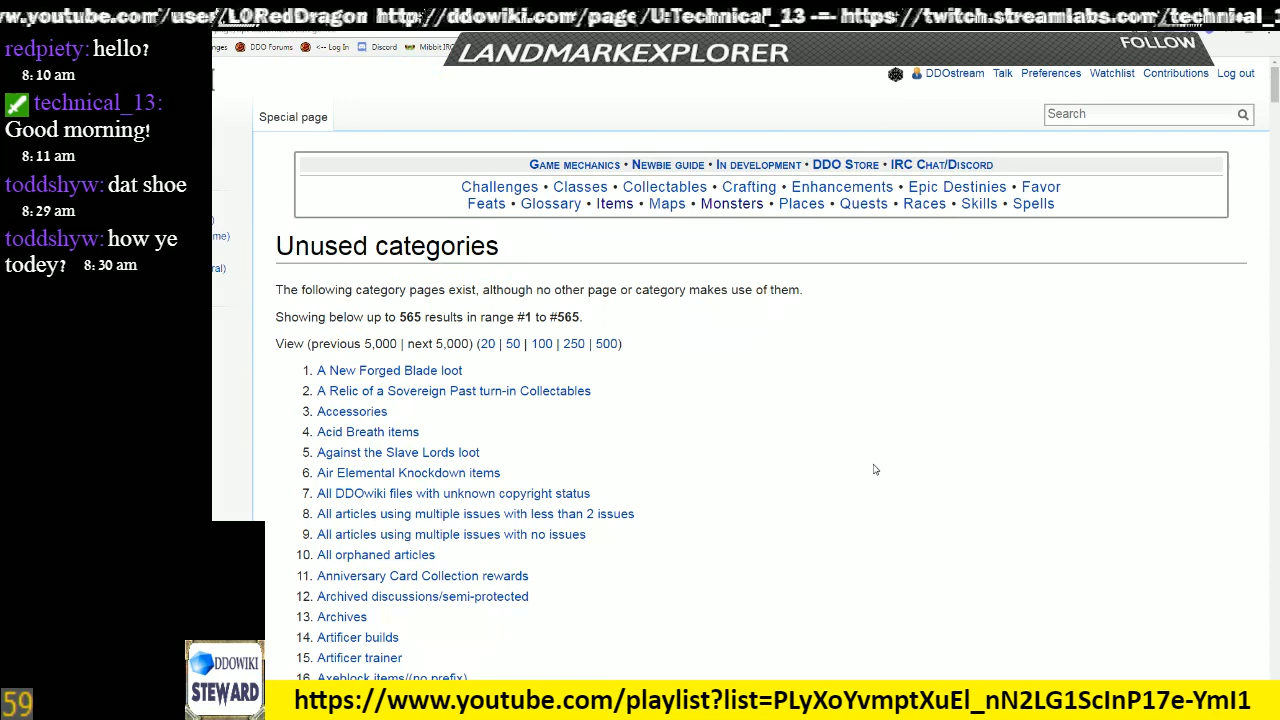 w.youtube.com/user/L0RedDragon http://ddowiki.com/page/U:Technical_13 -=- https://twitch.streamlabs.com/technical_
redpiety: hello?
8:10 am
technical_13:
Good morning!
8:11 am
toddshyw: dat shoe
8:29 am
toddshyw: how ye
todey? 8:30 am
nges DDO Forums <-- Log In Discord Mibbit IR
LANDMARKEXPLORER
FOLLOW
DDOstream Talk Preferences Watchlist Contributions Log out
Special page
Search
Game mechanics • Newbie guide • In development • DDO Store • IRC Chat/Discord
Challenges • Classes • Collectables • Crafting • Enhancements • Epic Destinies • Favor
Feats • Glossary • Items • Maps • Monsters • Places • Quests • Races • Skills • Spells
)
me)
ral)
Unused categories
The following category pages exist, although no other page or category makes use of them.
Showing below up to 565 results in range #1 to #565.
View (previous 5,000 | next 5,000) (20 | 50 | 100 | 250 | 500)
1. A New Forged Blade loot
2. A Relic of a Sovereign Past turn-in Collectables
3. Accessories
4. Acid Breath items
5. Against the Slave Lords loot
6. Air Elemental Knockdown items
7. All DDOwiki files with unknown copyright status
8. All articles using multiple issues with less than 2 issues
9. All articles using multiple issues with no issues
10. All orphaned articles
11. Anniversary Card Collection rewards
12. Archived discussions/semi-protected
13. Archives
14. Artificer builds
15. Artificer trainer
16. Axeblock items/(no prefix)
DDOWIKI
STEWARD
59
https://www.youtube.com/playlist?list=PLyXoYvmptXuEl_nN2LG1ScInP17e-YmI1